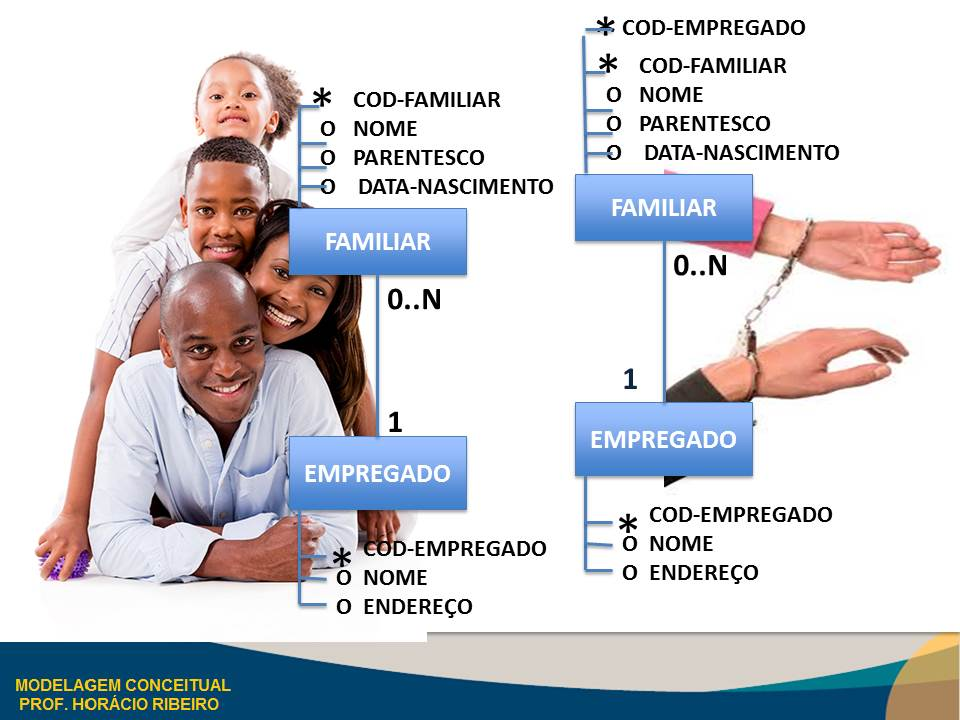 * COD-FAMILIAR
O NOME
O PARENTESCO
O DATA-NASCIMENTO
FAMILIAR
0..N
1
EMPREGADO
* COD-EMPREGADO
O NOME
O ENDEREÇO
* COD-EMPREGADO
* COD-FAMILIAR
O NOME
O PARENTESCO
O DATA-NASCIMENTO
FAMILIAR
0..N
1
EMPREGADO
* COD-EMPREGADO
O NOME
O ENDEREÇO
MODELAGEM CONCEITUAL
PROF. HORÁCIO RIBEIRO